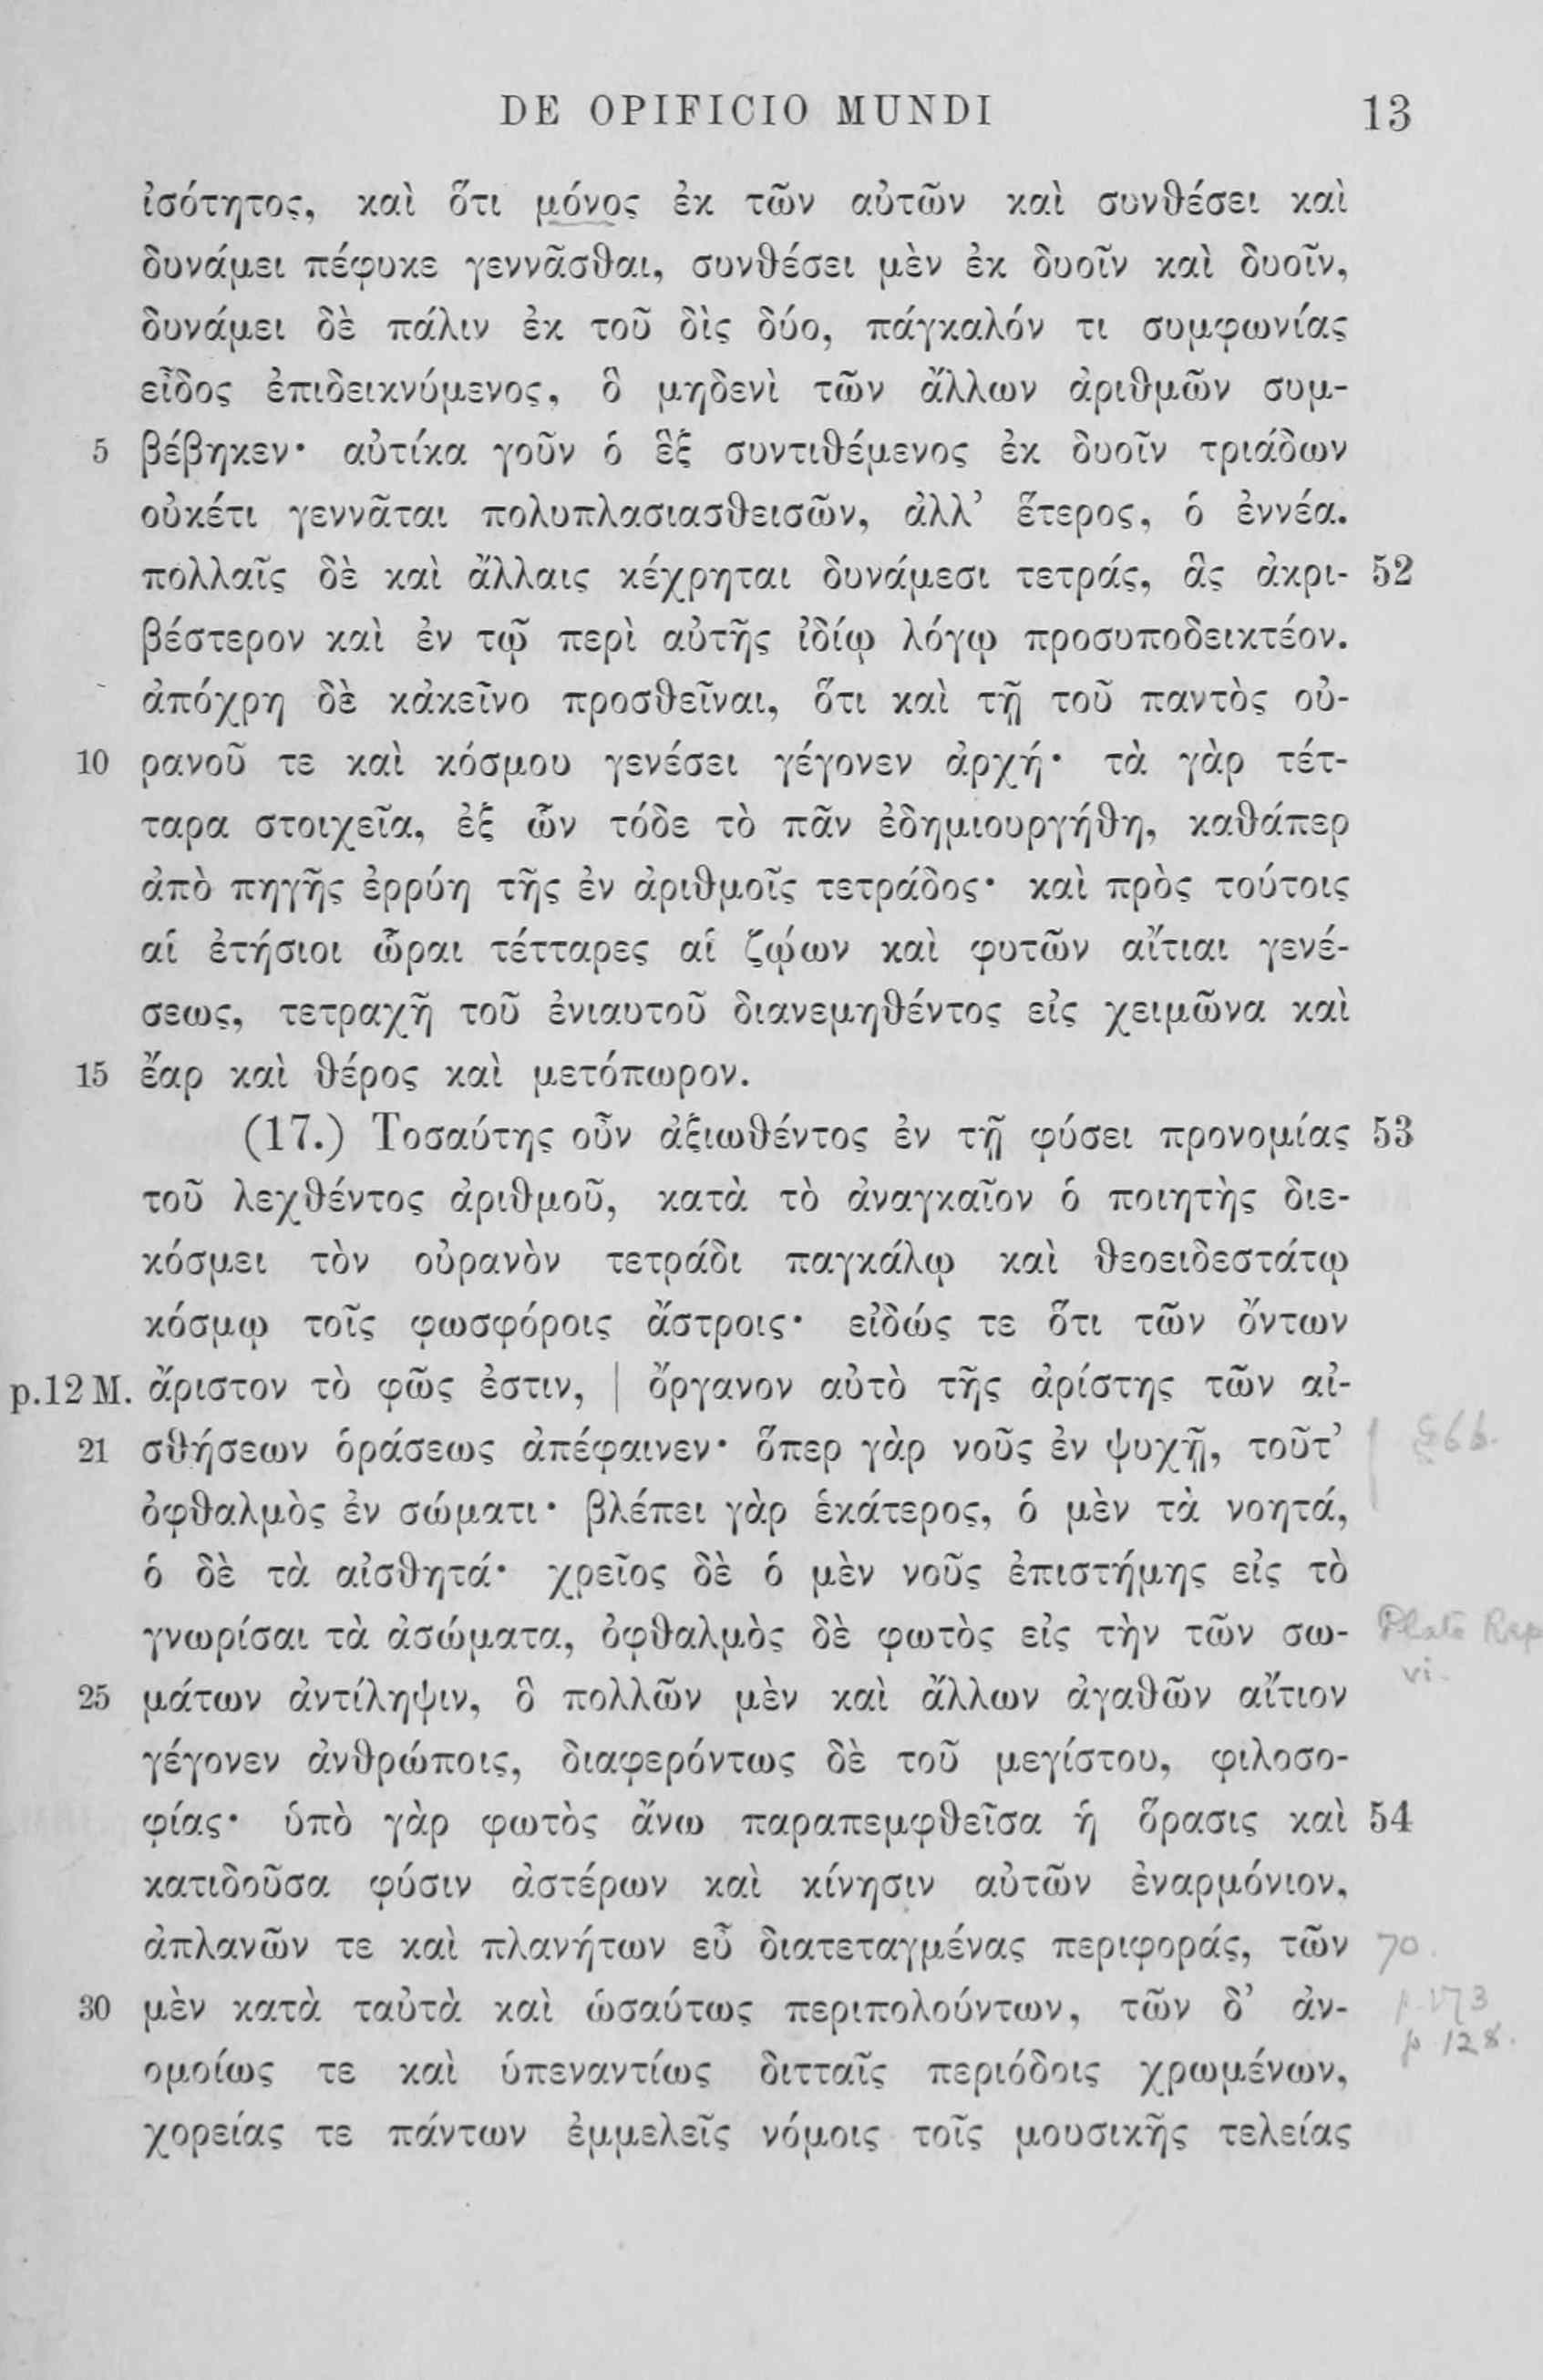 DE OPIFICIO MUNDI 13
ἰσότητος, καὶ ὅτι μόνος ἐκ τῶν αὐτῶν καὶ συνθέσει καὶ
δυνάμει πέφυκε γεννᾶσθαι, συνθέσει μὲν ἐκ δυοῖν καὶ δυοῖν,
δυνάμει δὲ πάλιν ἐκ τοῦ δὶς δύο, πάγκαλόν τι συμφωνίας
εἶδος ἐπιδεικνύμενος, ὃ μηδενὶ τῶν ἄλλων ἀριθμῶν συμ-
5 βέβηκεν· αὐτίκα γοῦν ὁ ἓξ συντιθέμενος ἐκ δυοῖν τριάδων
οὐκέτι γεννᾶται πολυπλασιασθεισῶν, ἀλλ’ ἕτερος, ὁ ἐννέα.
πολλαῖς δὲ καὶ ἄλλαις κέχρηται δυνάμεσι τετράς, ἃς ἀκρι- 52
βέστερον καὶ ἐν τῷ περὶ αὐτῆς ἰδίῳ λόγῳ προσυποδεικτέον.
ἀπόχρη δὲ κἀκεῖνο προσθεῖναι, ὅτι καὶ τῇ τοῦ παντὸς οὐ-
10 ρανοῦ τε καὶ κόσμου γενέσει γέγονεν ἀρχή· τὰ γὰρ τέτ-
ταρα στοιχεῖα, ἐξ ὧν τόδε τὸ πᾶν ἐδημιουργήθη, καθάπερ
ἀπὸ πηγῆς ἐρρύη τῆς ἐν ἀριθμοῖς τετράδος· καὶ πρὸς τούτοις
αἱ ἐτήσιοι ὧραι τέτταρες αἱ ζῴων καὶ φυτῶν αἴτιαι γενέ-
σεως, τετραχῇ τοῦ ἐνιαυτοῦ διανεμηθέντος εἰς χειμῶνα καὶ
15 ἔαρ καὶ θέρος καὶ μετόπωρον.
(17.) Τοσαύτης οὖν ἀξιωθέντος ἐν τῇ φύσει προνομίας 53
τοῦ λεχθέντος ἀριθμοῦ, κατὰ τὸ ἀναγκαῖον ὁ ποιητὴς διε-
κόσμει τὸν οὐρανὸν τετράδι παγκάλῳ καὶ θεοειδεστάτῳ
κόσμῳ τοῖς φωσφόροις ἄστροις· εἰδώς τε ὅτι τῶν ὄντων
p.12 M. ἄριστον τὸ φῶς ἐστιν, | ὄργανον αὐτὸ τῆς ἀρίστης τῶν αἰ-
21 σθήσεων ὁράσεως ἀπέφαινεν· ὅπερ γὰρ νοῦς ἐν ψυχῇ, τοῦτ’ § 66.
ὀφθαλμὸς ἐν σώματι· βλέπει γὰρ ἑκάτερος, ὁ μὲν τὰ νοητά,
ὁ δὲ τὰ αἰσθητά· χρεῖος δὲ ὁ μὲν νοῦς ἐπιστήμης εἰς τὸ
γνωρίσαι τὰ ἀσώματα, ὀφθαλμὸς δὲ φωτὸς εἰς τὴν τῶν σω- Plato Rep
vi.
25 μάτων ἀντίληψιν, ὃ πολλῶν μὲν καὶ ἄλλων ἀγαθῶν αἴτιον
γέγονεν ἀνθρώποις, διαφερόντως δὲ τοῦ μεγίστου, φιλοσο-
φίας· ὑπὸ γὰρ φωτὸς ἄνω παραπεμφθεῖσα ἡ ὅρασις καὶ 54
κατιδοῦσα φύσιν ἀστέρων καὶ κίνησιν αὐτῶν ἐναρμόνιον,
ἀπλανῶν τε καὶ πλανήτων εὖ διατεταγμένας περιφοράς, τῶν 70.
30 μὲν κατὰ ταὐτὰ καὶ ὡσαύτως περιπολούντων, τῶν δ’ ἀν- p. 173
p. 128.
ομοίως τε καὶ ὑπεναντίως διτταῖς περιόδοις χρωμένων,
χορείας τε πάντων ἐμμελεῖς νόμοις τοῖς μουσικῆς τελείας